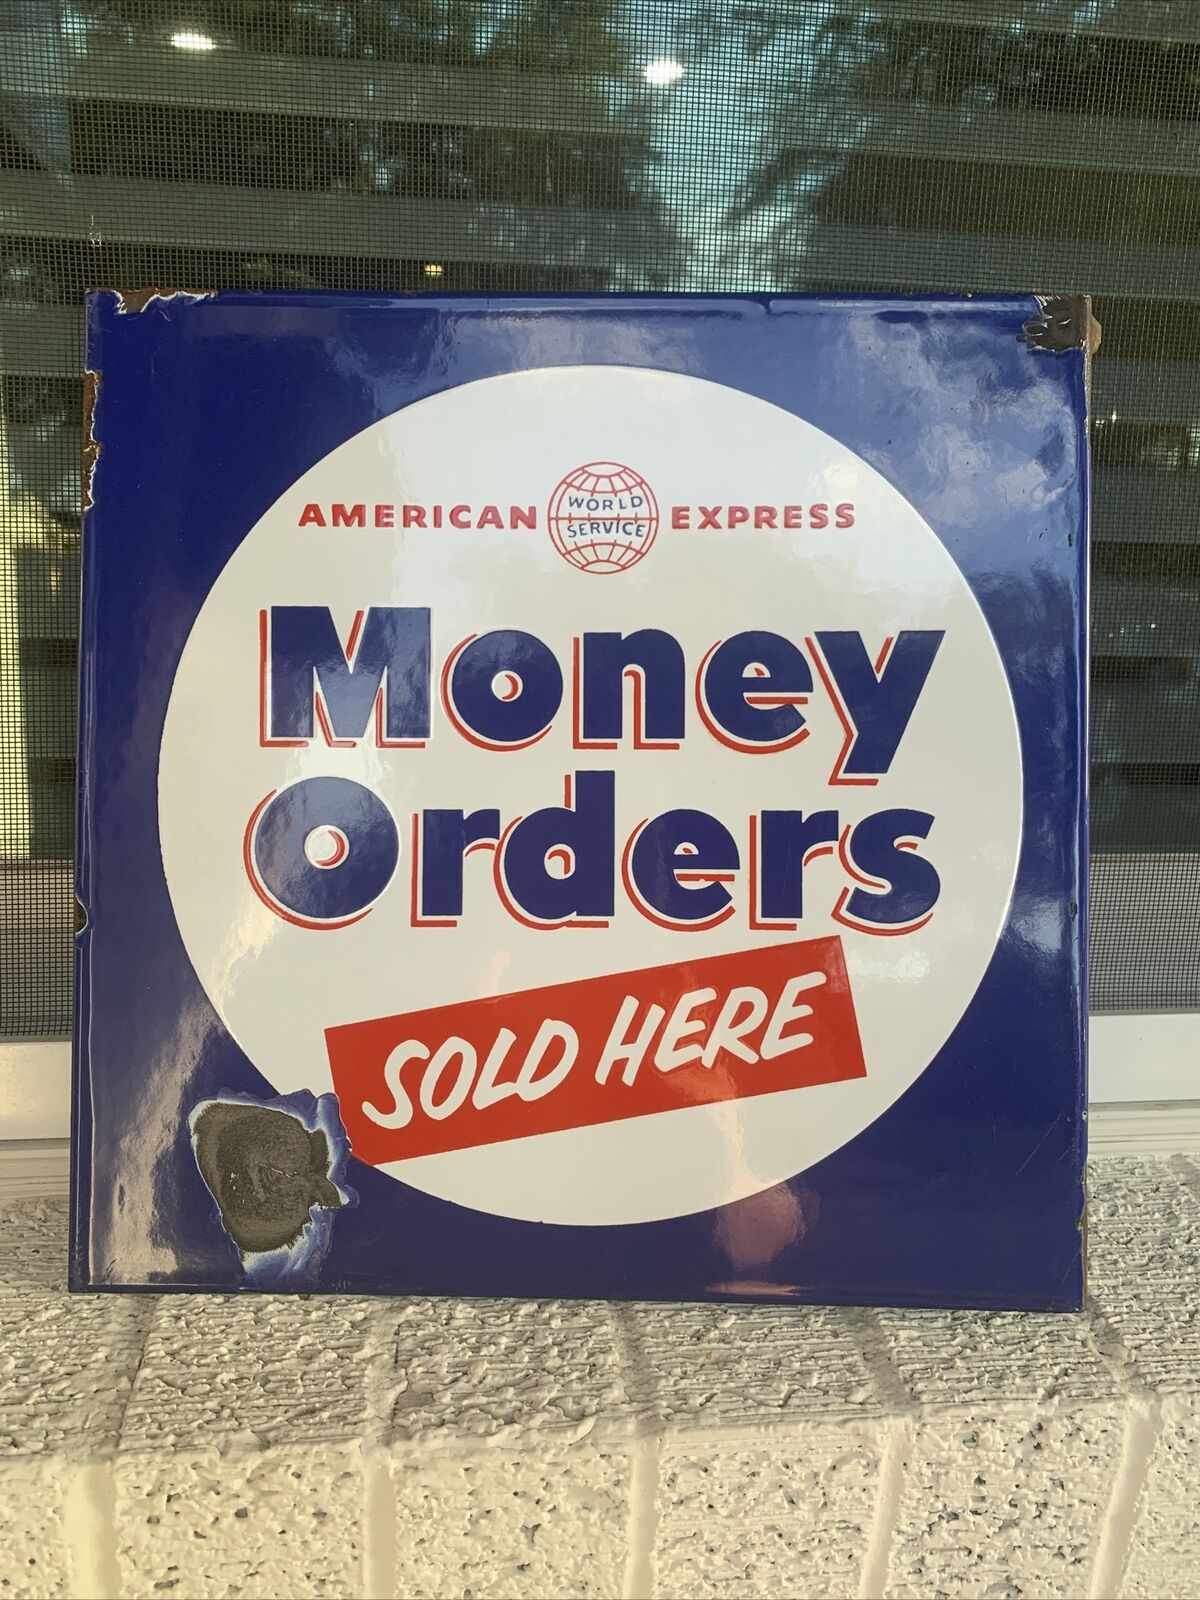 AMERICAN WORLD SERVICE EXPRESS
Money
Orders
SOLD HERE